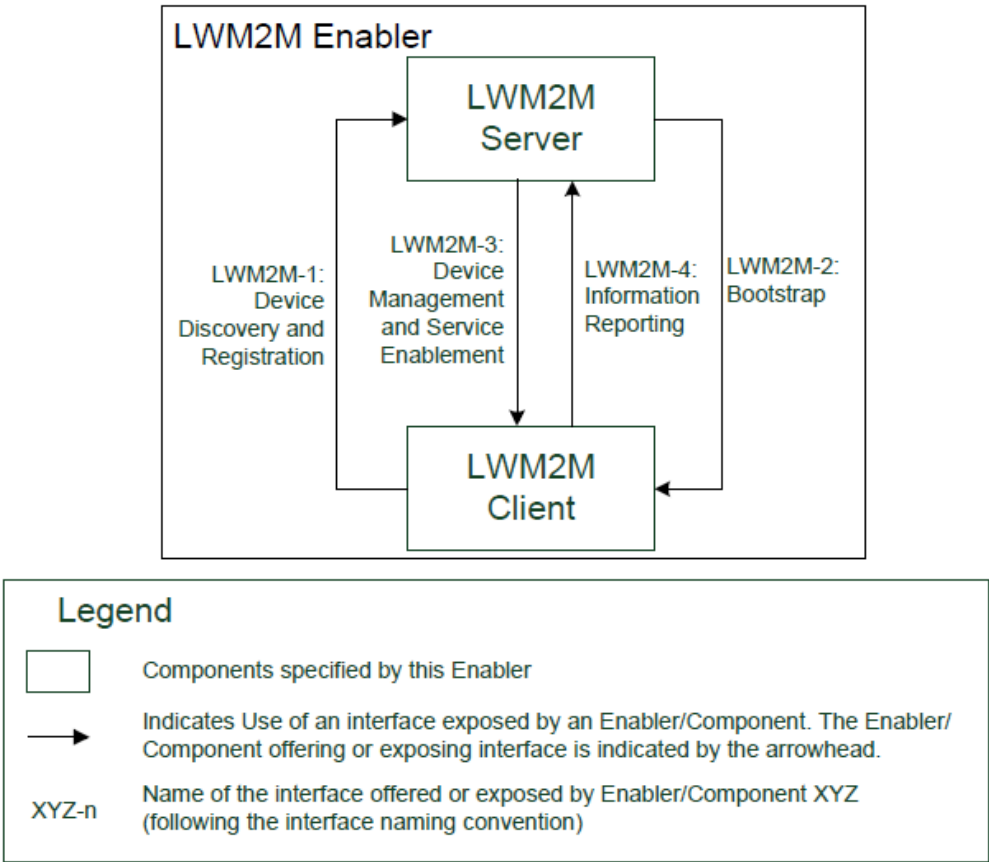 LWM2M Enabler
LWM2M
Server
LWM2M-1:
Device
Discovery and
Registration
LWM2M-3:
Device
Management
and Service
Enablement
LWM2M-4:
Information
Reporting
LWM2M-2:
Bootstrap
LWM2M
Client
Legend
Components specified by this Enabler
Indicates Use of an interface exposed by an Enabler/Component. The Enabler/
Component offering or exposing interface is indicated by the arrowhead.
XYZ-n
Name of the interface offered or exposed by Enabler/Component XYZ
(following the interface naming convention)